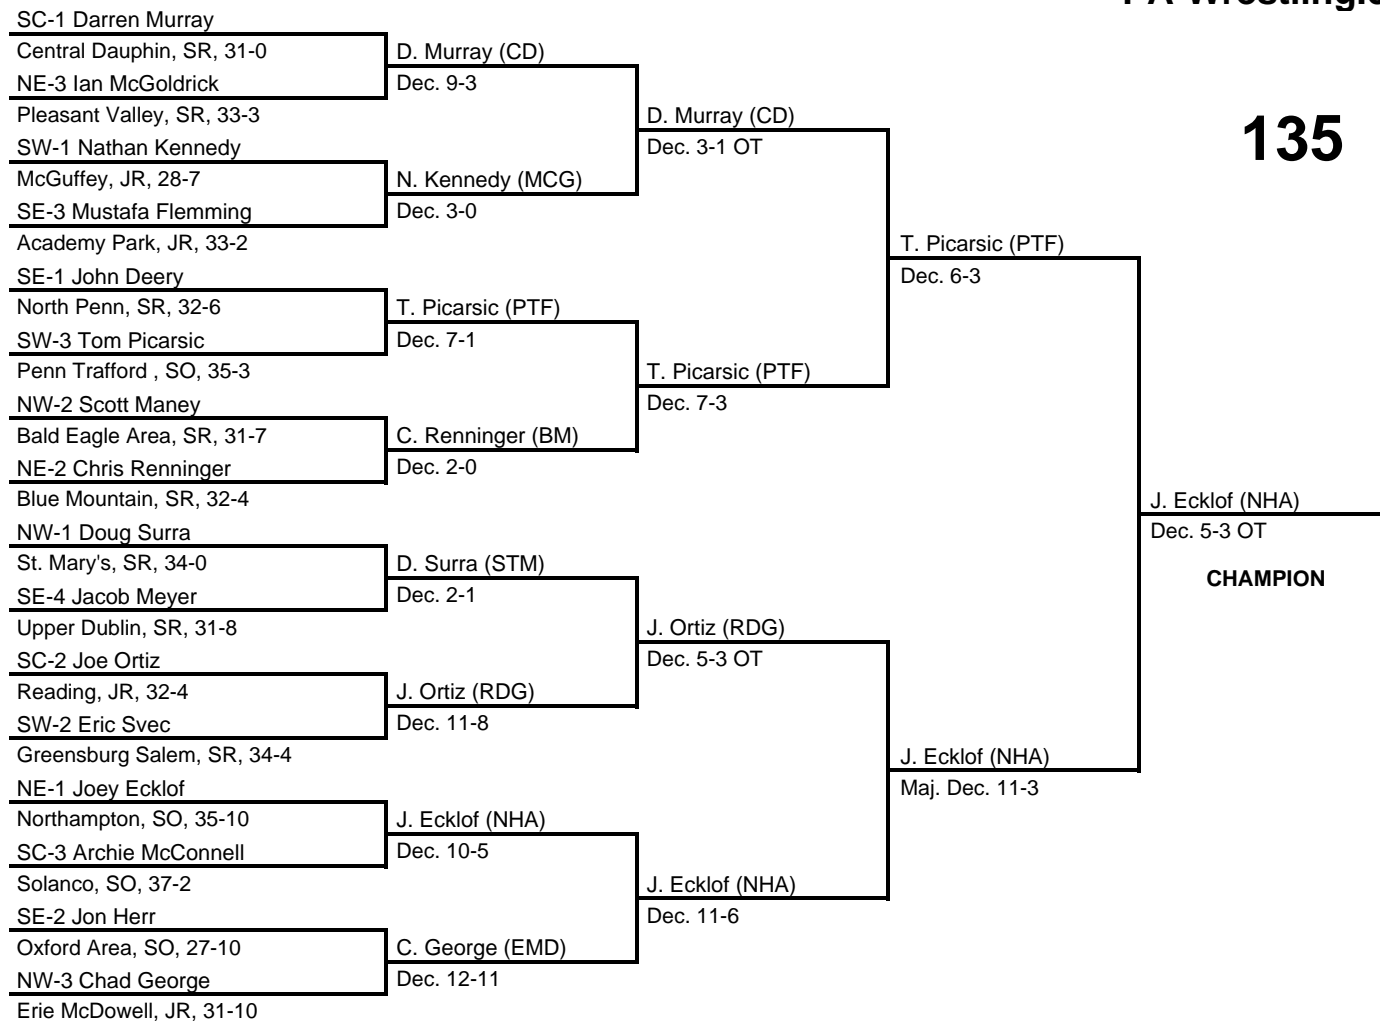 SC-1 Darren Murray
Central Dauphin, SR, 31-0
NE-3 Ian McGoldrick
Pleasant Valley, SR, 33-3
SW-1 Nathan Kennedy
McGuffey, JR, 28-7
SE-3 Mustafa Flemming
Academy Park, JR, 33-2
SE-1 John Deery
North Penn, SR, 32-6
SW-3 Tom Picarsic
Penn Trafford , SO, 35-3
NW-2 Scott Maney
Bald Eagle Area, SR, 31-7
NE-2 Chris Renninger
Blue Mountain, SR, 32-4
NW-1 Doug Surra
St. Mary's, SR, 34-0
SE-4 Jacob Meyer
Upper Dublin, SR, 31-8
SC-2 Joe Ortiz
Reading, JR, 32-4
SW-2 Eric Svec
Greensburg Salem, SR, 34-4
NE-1 Joey Ecklof
Northampton, SO, 35-10
SC-3 Archie McConnell
Solanco, SO, 37-2
SE-2 Jon Herr
Oxford Area, SO, 27-10
NW-3 Chad George
Erie McDowell, JR, 31-10
D. Murray (CD)
Dec. 9-3
N. Kennedy (MCG)
Dec. 3-0
T. Picarsic (PTF)
Dec. 7-1
C. Renninger (BM)
Dec. 2-0
D. Surra (STM)
Dec. 2-1
J. Ortiz (RDG)
Dec. 11-8
J. Ecklof (NHA)
Dec. 10-5
C. George (EMD)
Dec. 12-11
D. Murray (CD)
Dec. 3-1 OT
T. Picarsic (PTF)
Dec. 7-3
J. Ortiz (RDG)
Dec. 5-3 OT
J. Ecklof (NHA)
Dec. 11-6
T. Picarsic (PTF)
Dec. 6-3
J. Ecklof (NHA)
Maj. Dec. 11-3
135
J. Ecklof (NHA)
Dec. 5-3 OT
CHAMPION